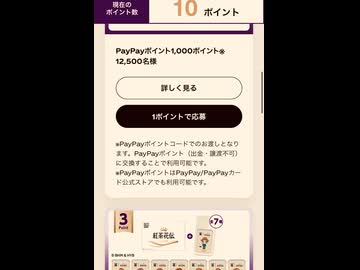 現在の
ポイント数
10 ポイント
PayPayポイント1,000ポイント※
12,500名様
詳しく見る
1ポイントで応募
※PayPayポイントコードでのお渡しとなり
ます。PayPayポイント（出金・譲渡不可）
に交換することで利用可能です。
※PayPayポイントはPayPay/PayPayカー
ド公式ストアでも利用可能です。
3
Point
紅茶花伝
+
全7種